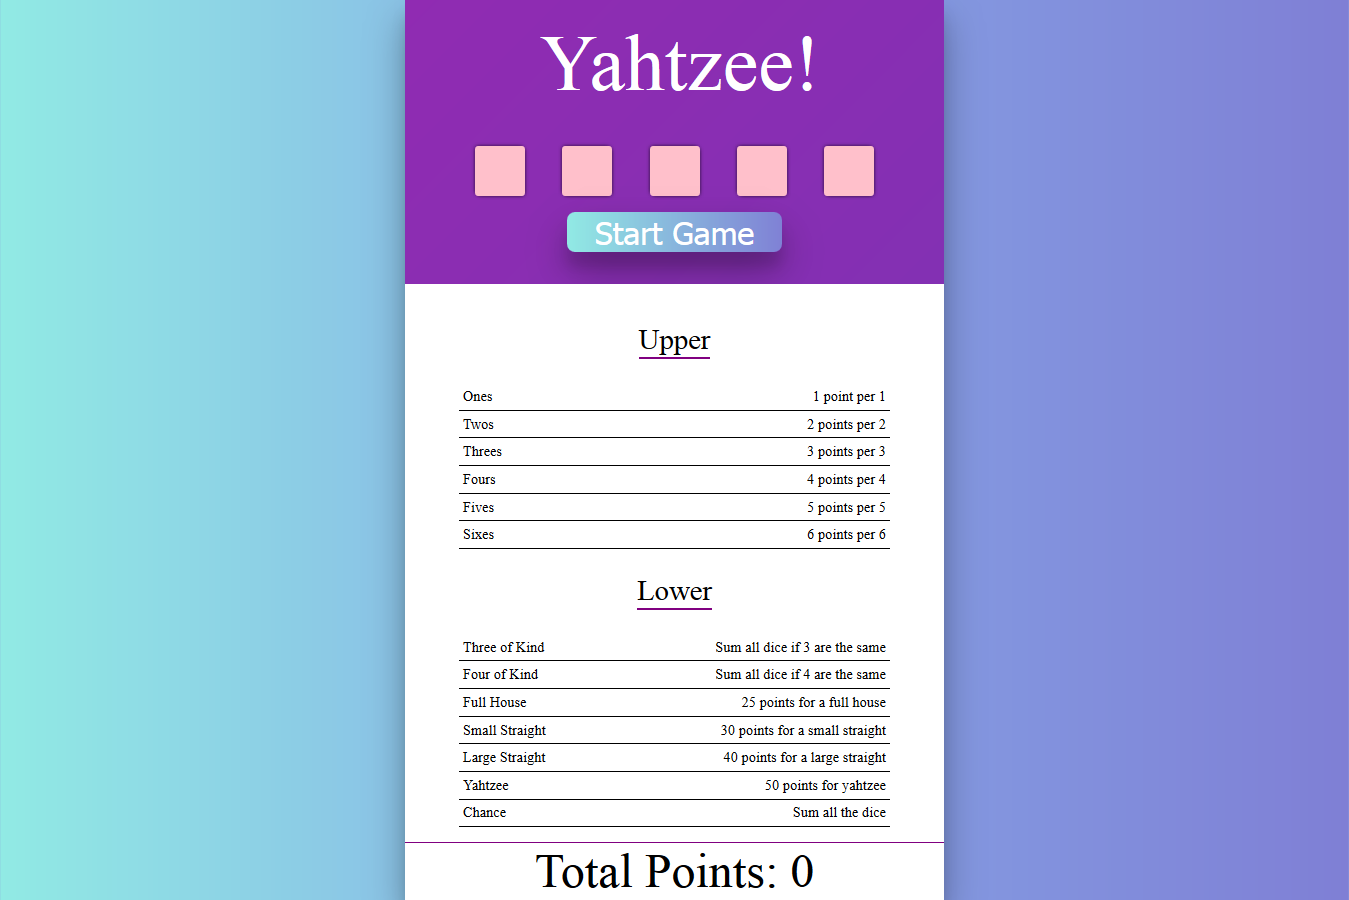 Yahtzee!
Start Game
Upper
Ones 1 point per 1
Twos 2 points per 2
Threes 3 points per 3
Fours 4 points per 4
Fives 5 points per 5
Sixes 6 points per 6
Lower
Three of Kind Sum all dice if 3 are the same
Four of Kind Sum all dice if 4 are the same
Full House 25 points for a full house
Small Straight 30 points for a small straight
Large Straight 40 points for a large straight
Yahtzee 50 points for yahtzee
Chance Sum all the dice
Total Points: 0